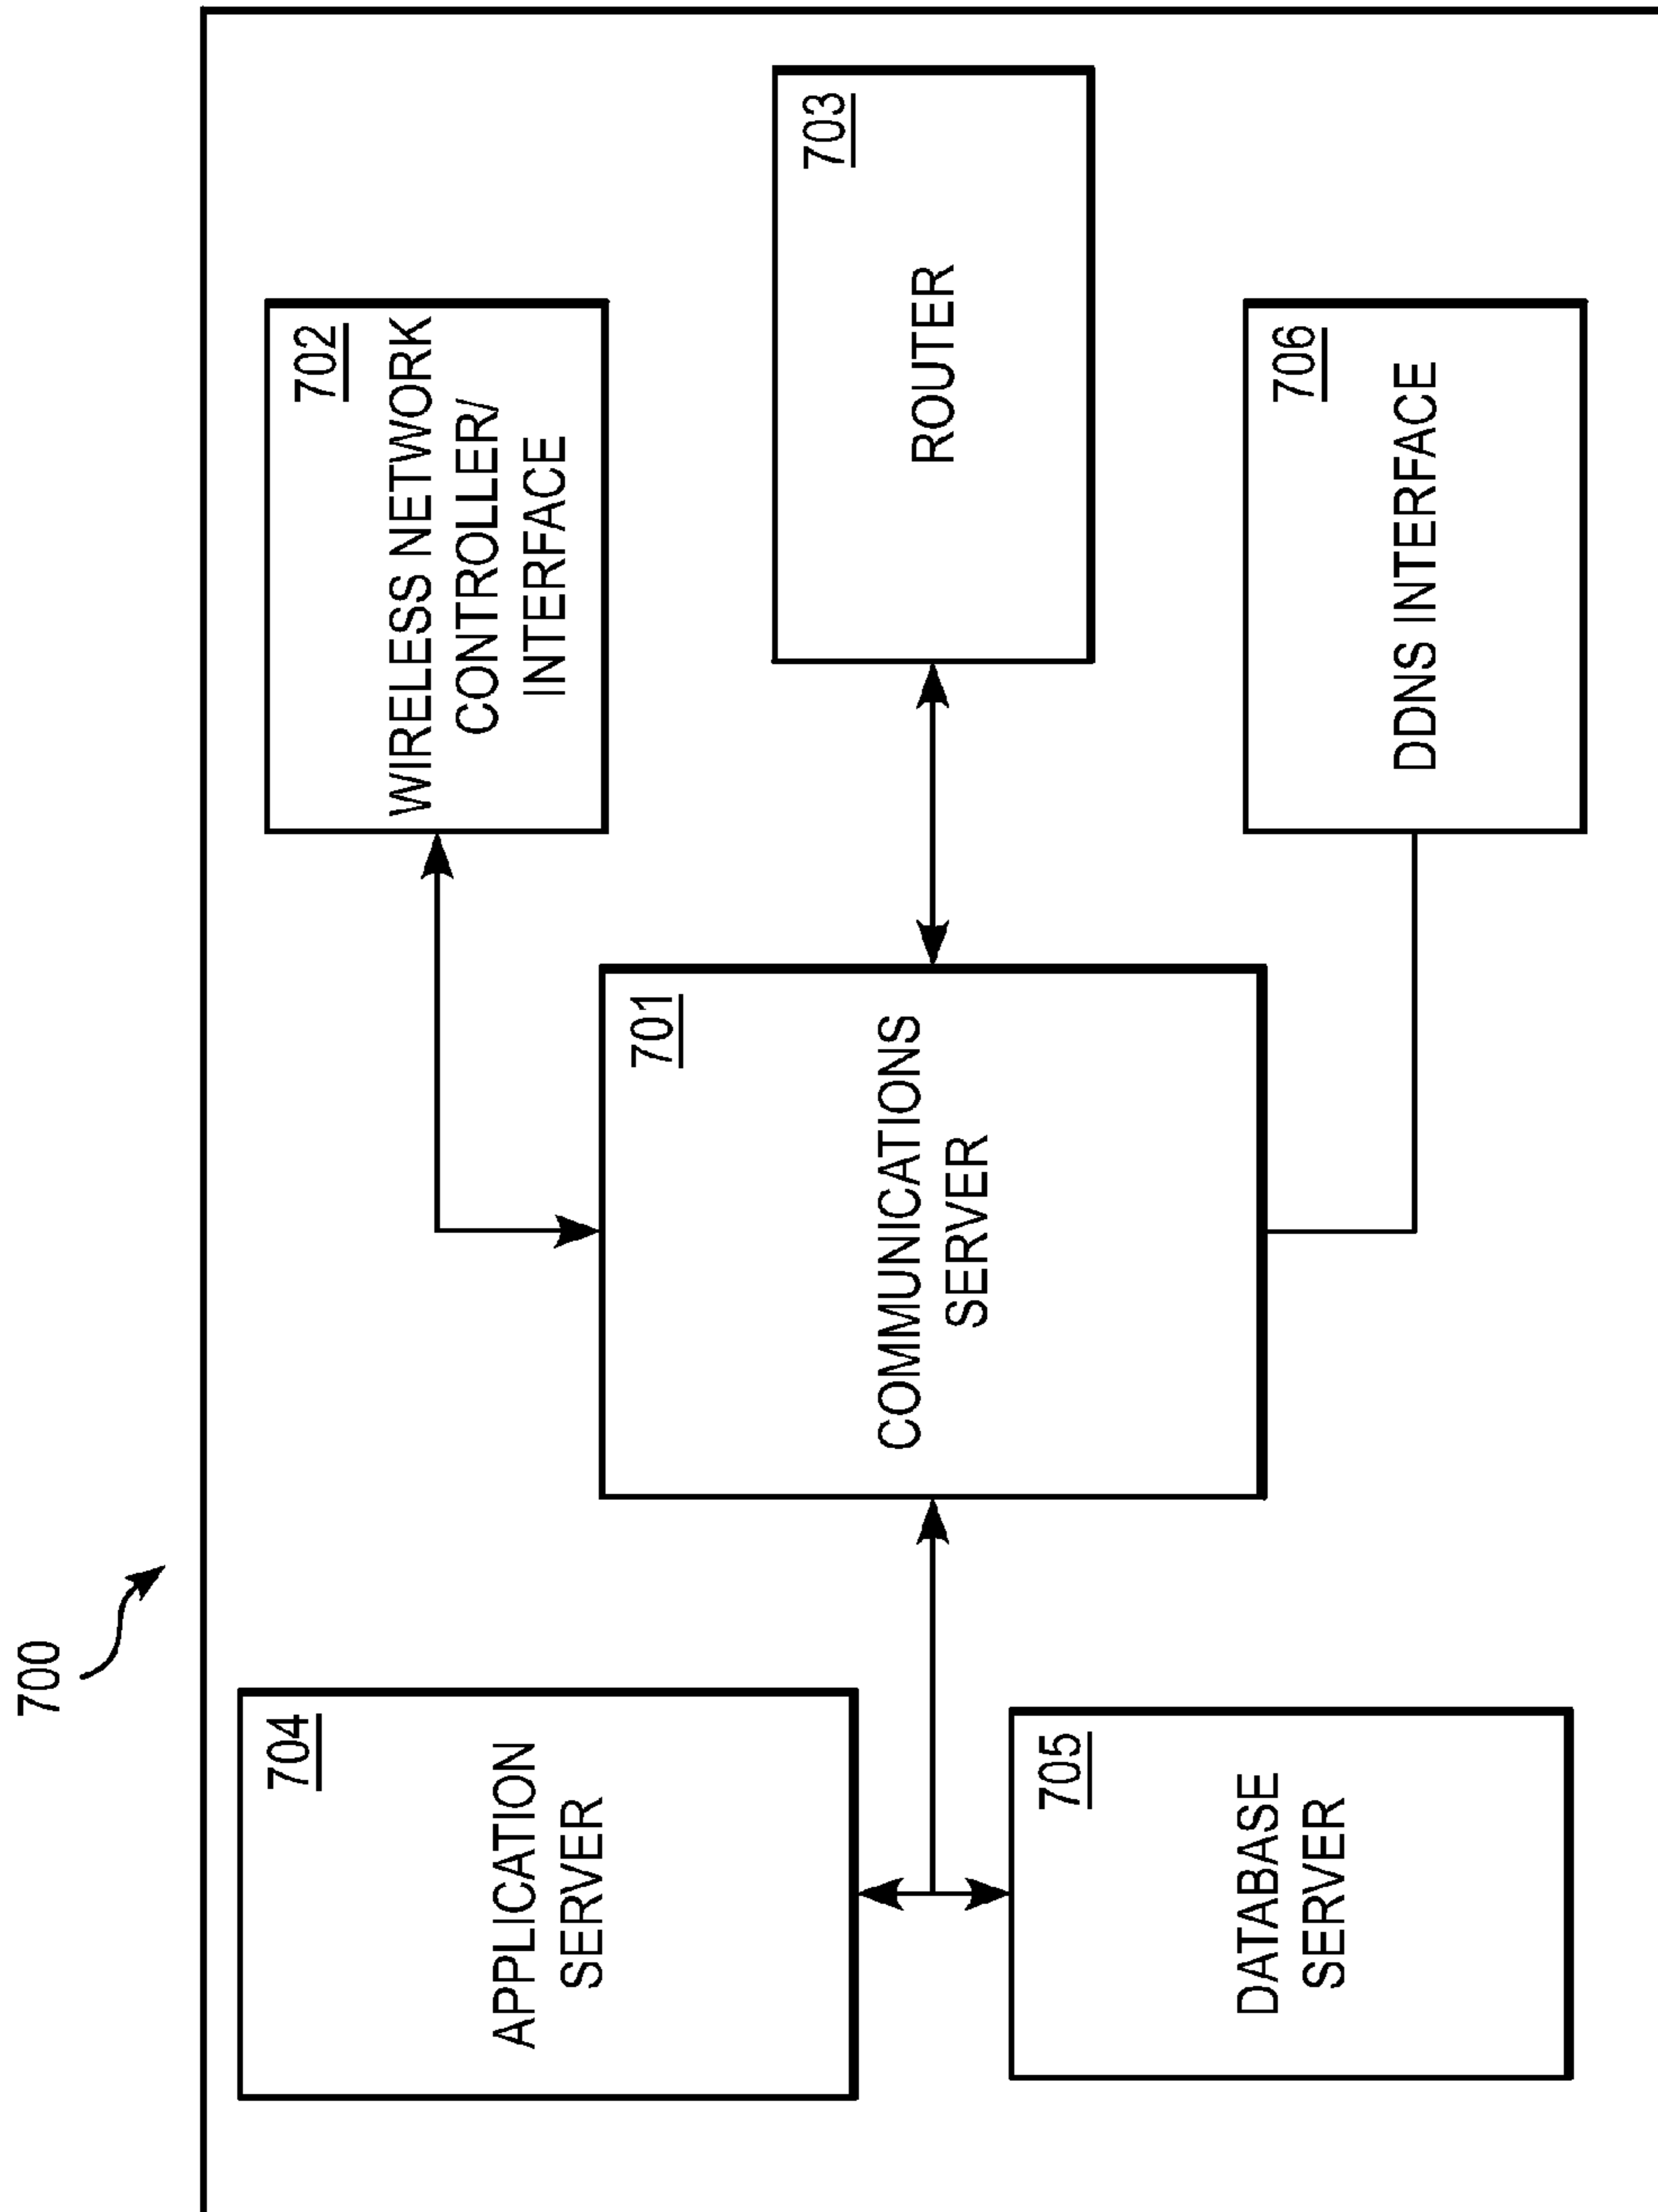 700
704
APPLICATION
SERVER
705
DATABASE
SERVER
701
COMMUNICATIONS
SERVER
702
WIRELESS NETWORK
CONTROLLER/
INTERFACE
703
ROUTER
706
DDNS INTERFACE